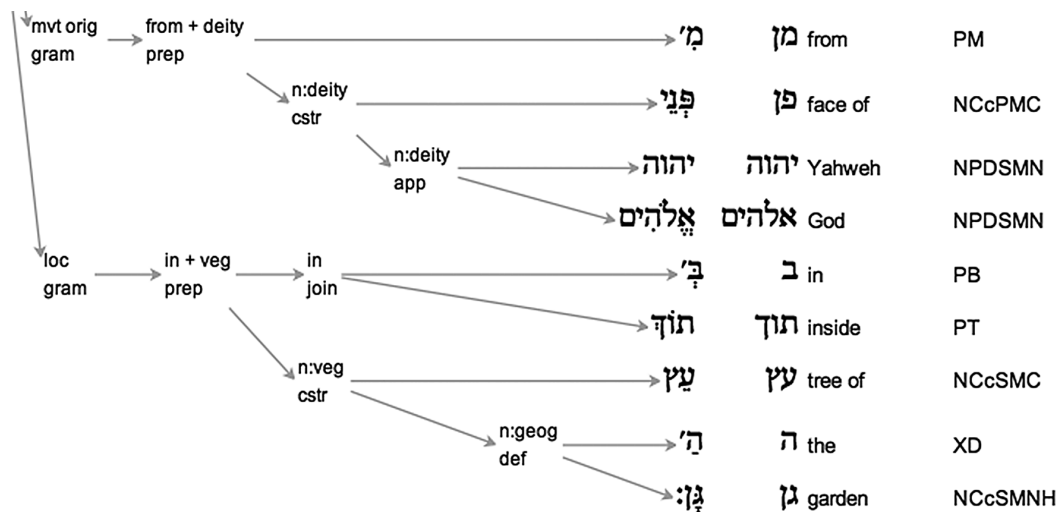 mvt orig from + deity מִ׳ מן from PM
gram prep
n:deity פְּנֵי פן face of NCcPMC
cstr
n:deity יהוה יהוה Yahweh NPDSMN
app
אֱלֹהִים אלהים God NPDSMN
loc in + veg in בְּ׳ ב in PB
gram prep join
תוֹךְ תוך inside PT
n:veg עֵץ עץ tree of NCcSMC
cstr
n:geog הַ׳ ה the XD
def
גָּן׃ גן garden NCcSMNH